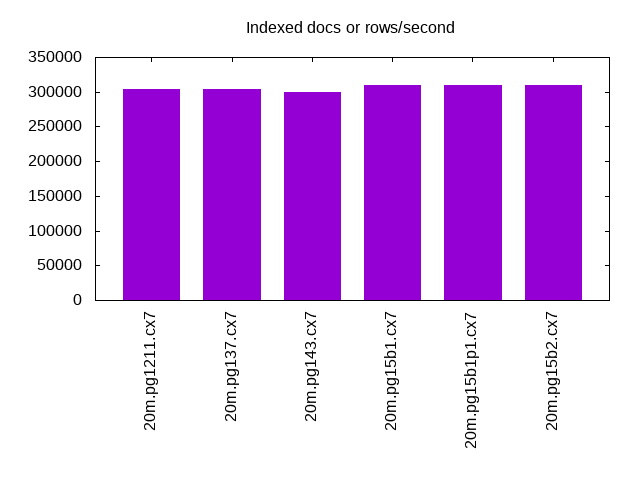 Indexed docs or rows/second
350000
300000
250000
200000
150000
100000
50000
0
20m.pg1211.cx7
20m.pg137.cx7
20m.pg143.cx7
20m.pg15b1.cx7
20m.pg15b1p1.cx7
20m.pg15b2.cx7